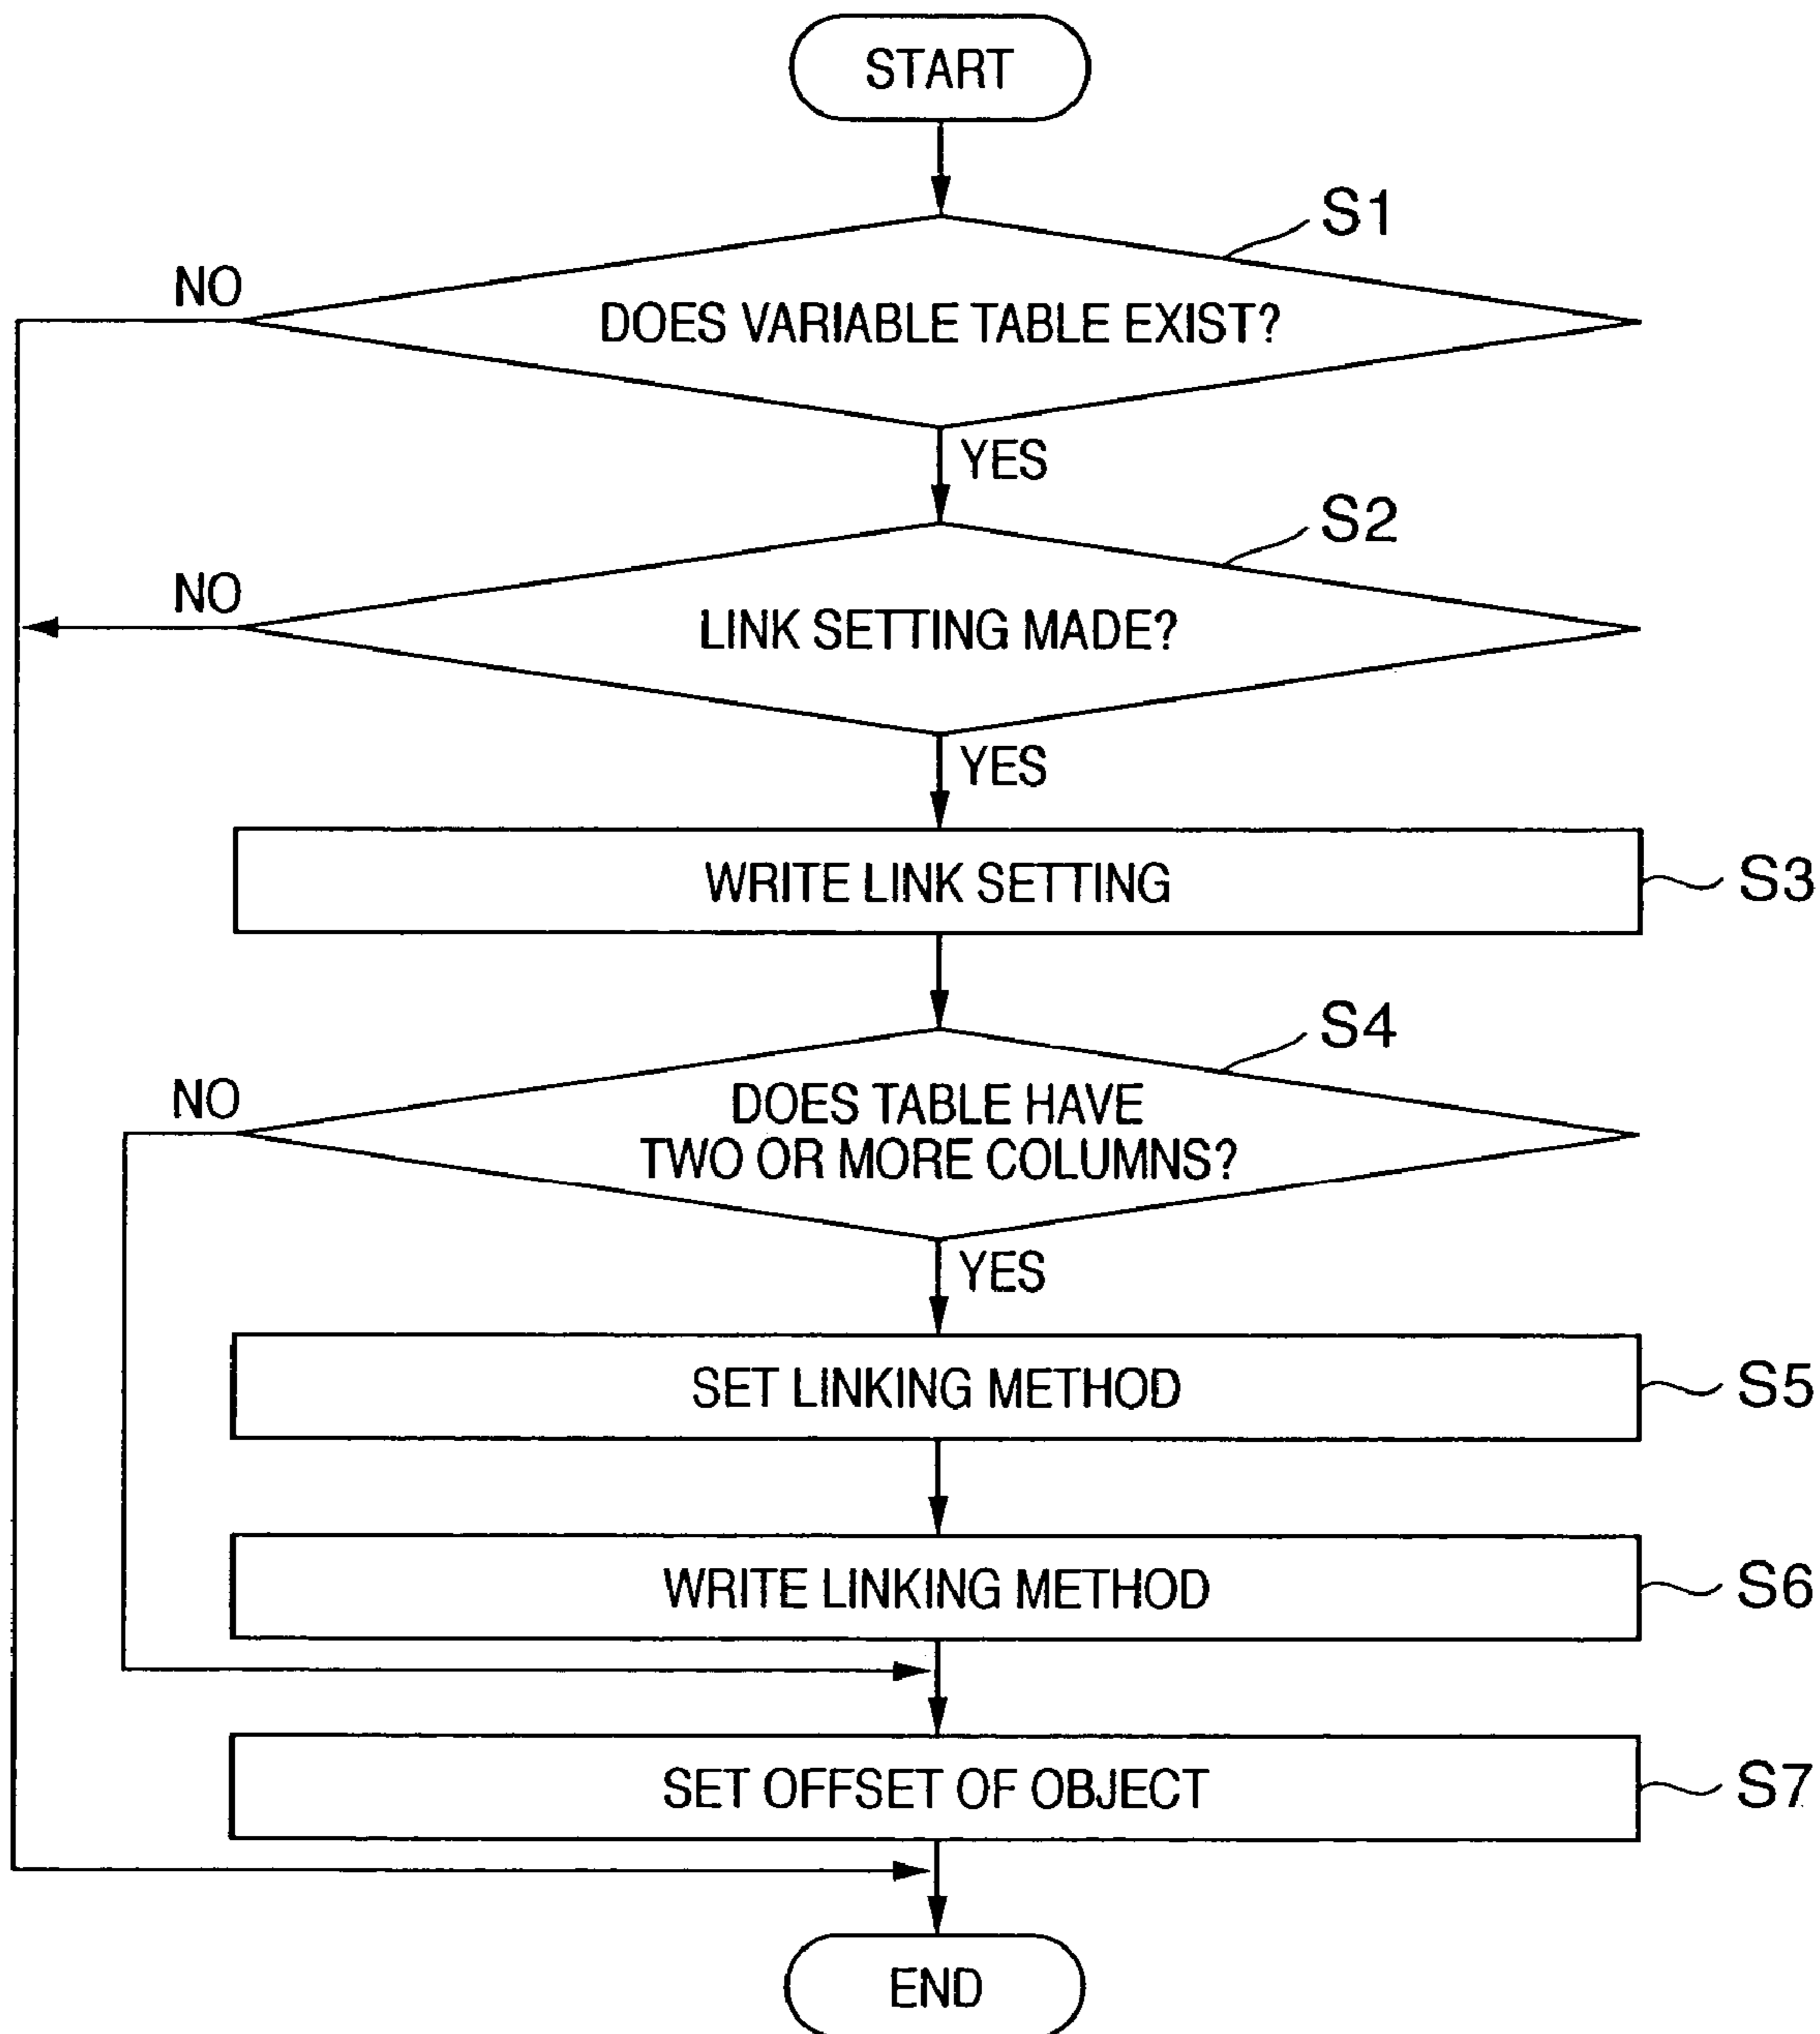 START
S1
NO
DOES VARIABLE TABLE EXIST?
YES
S2
NO
LINK SETTING MADE?
YES
WRITE LINK SETTING
S3
S4
NO
DOES TABLE HAVE
TWO OR MORE COLUMNS?
YES
SET LINKING METHOD
S5
WRITE LINKING METHOD
S6
SET OFFSET OF OBJECT
S7
END